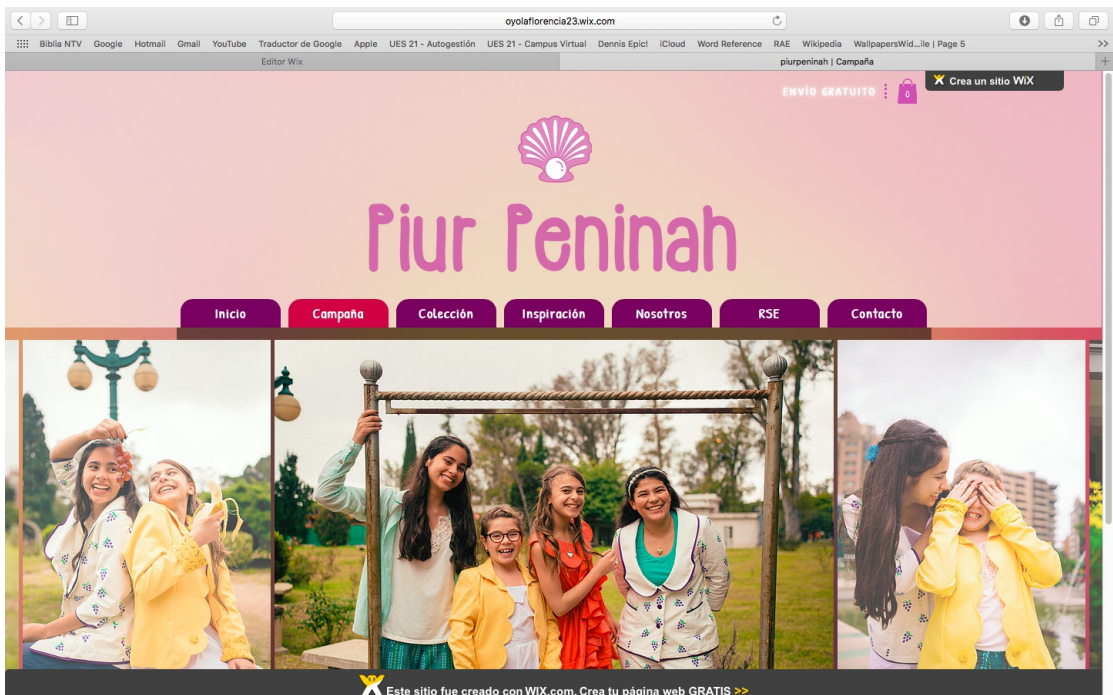 oyolaflorencia23.wix.com
Biblia NTV Google Hotmail Gmail YouTube Traductor de Google Apple UES 21 - Autogestión UES 21 - Campus Virtual Dennis Epic! iCloud Word Reference RAE Wikipedia WallpapersWid...ile | Page 5 >>
Editor Wix piurpeninah | Campaña +
ENVÍO GRATUITO 0 Crea un sitio WiX
Piur Peninah
Inicio Campaña Colección Inspiración Nosotros RSE Contacto
Este sitio fue creado con WIX.com. Crea tu página web GRATIS >>